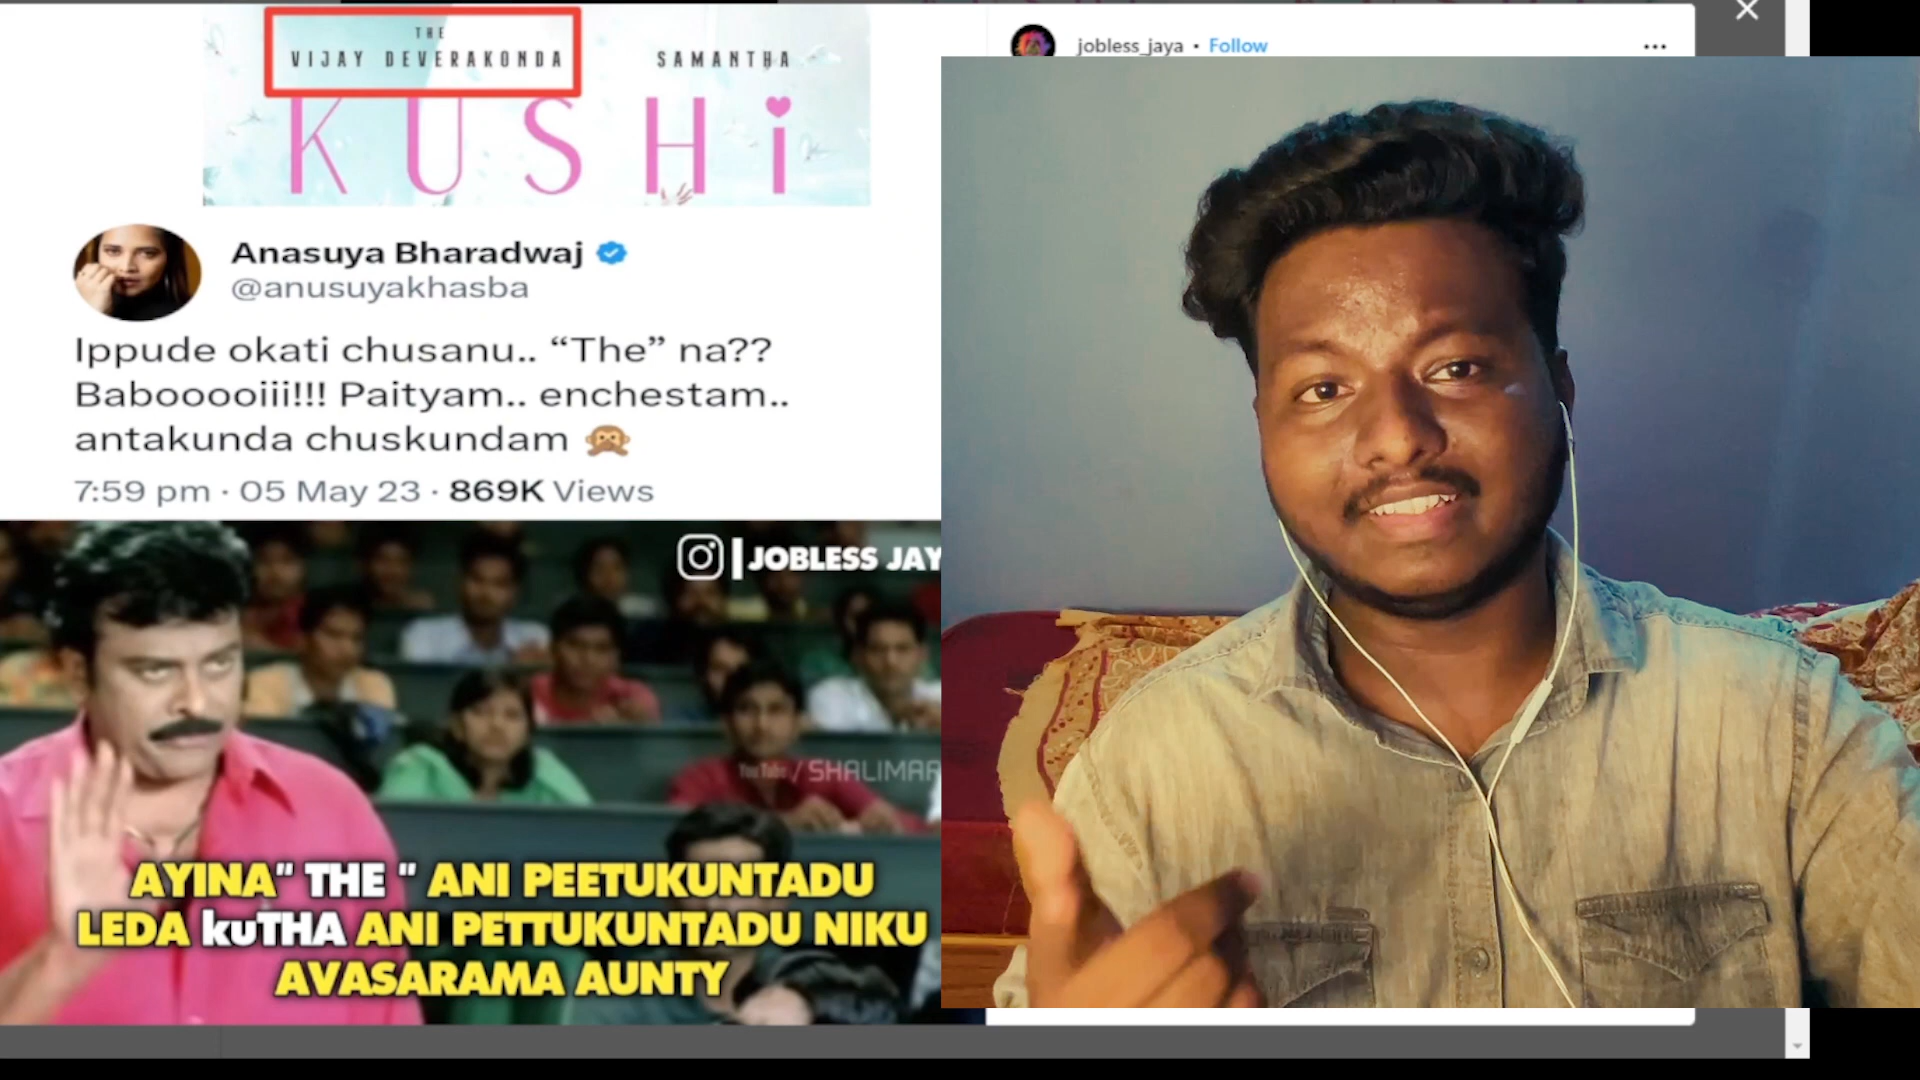 THE
VIJAY DEVERAKONDA
SAMANTHA
KUSHi
jobless_jaya • Follow
Anasuya Bharadwaj
@anusuyakhasba
Ippude okati chusanu.. “The” na??
Babooooiii!!! Paityam.. enchestam..
antakunda chuskundam 🙊
7:59 pm · 05 May 23 · 869K Views
| JOBLESS JAY
YouTube / SHALIMAR
AYINA" THE " ANI PEETUKUNTADU
LEDA kuTHA ANI PETTUKUNTADU NIKU
AVASARAMA AUNTY